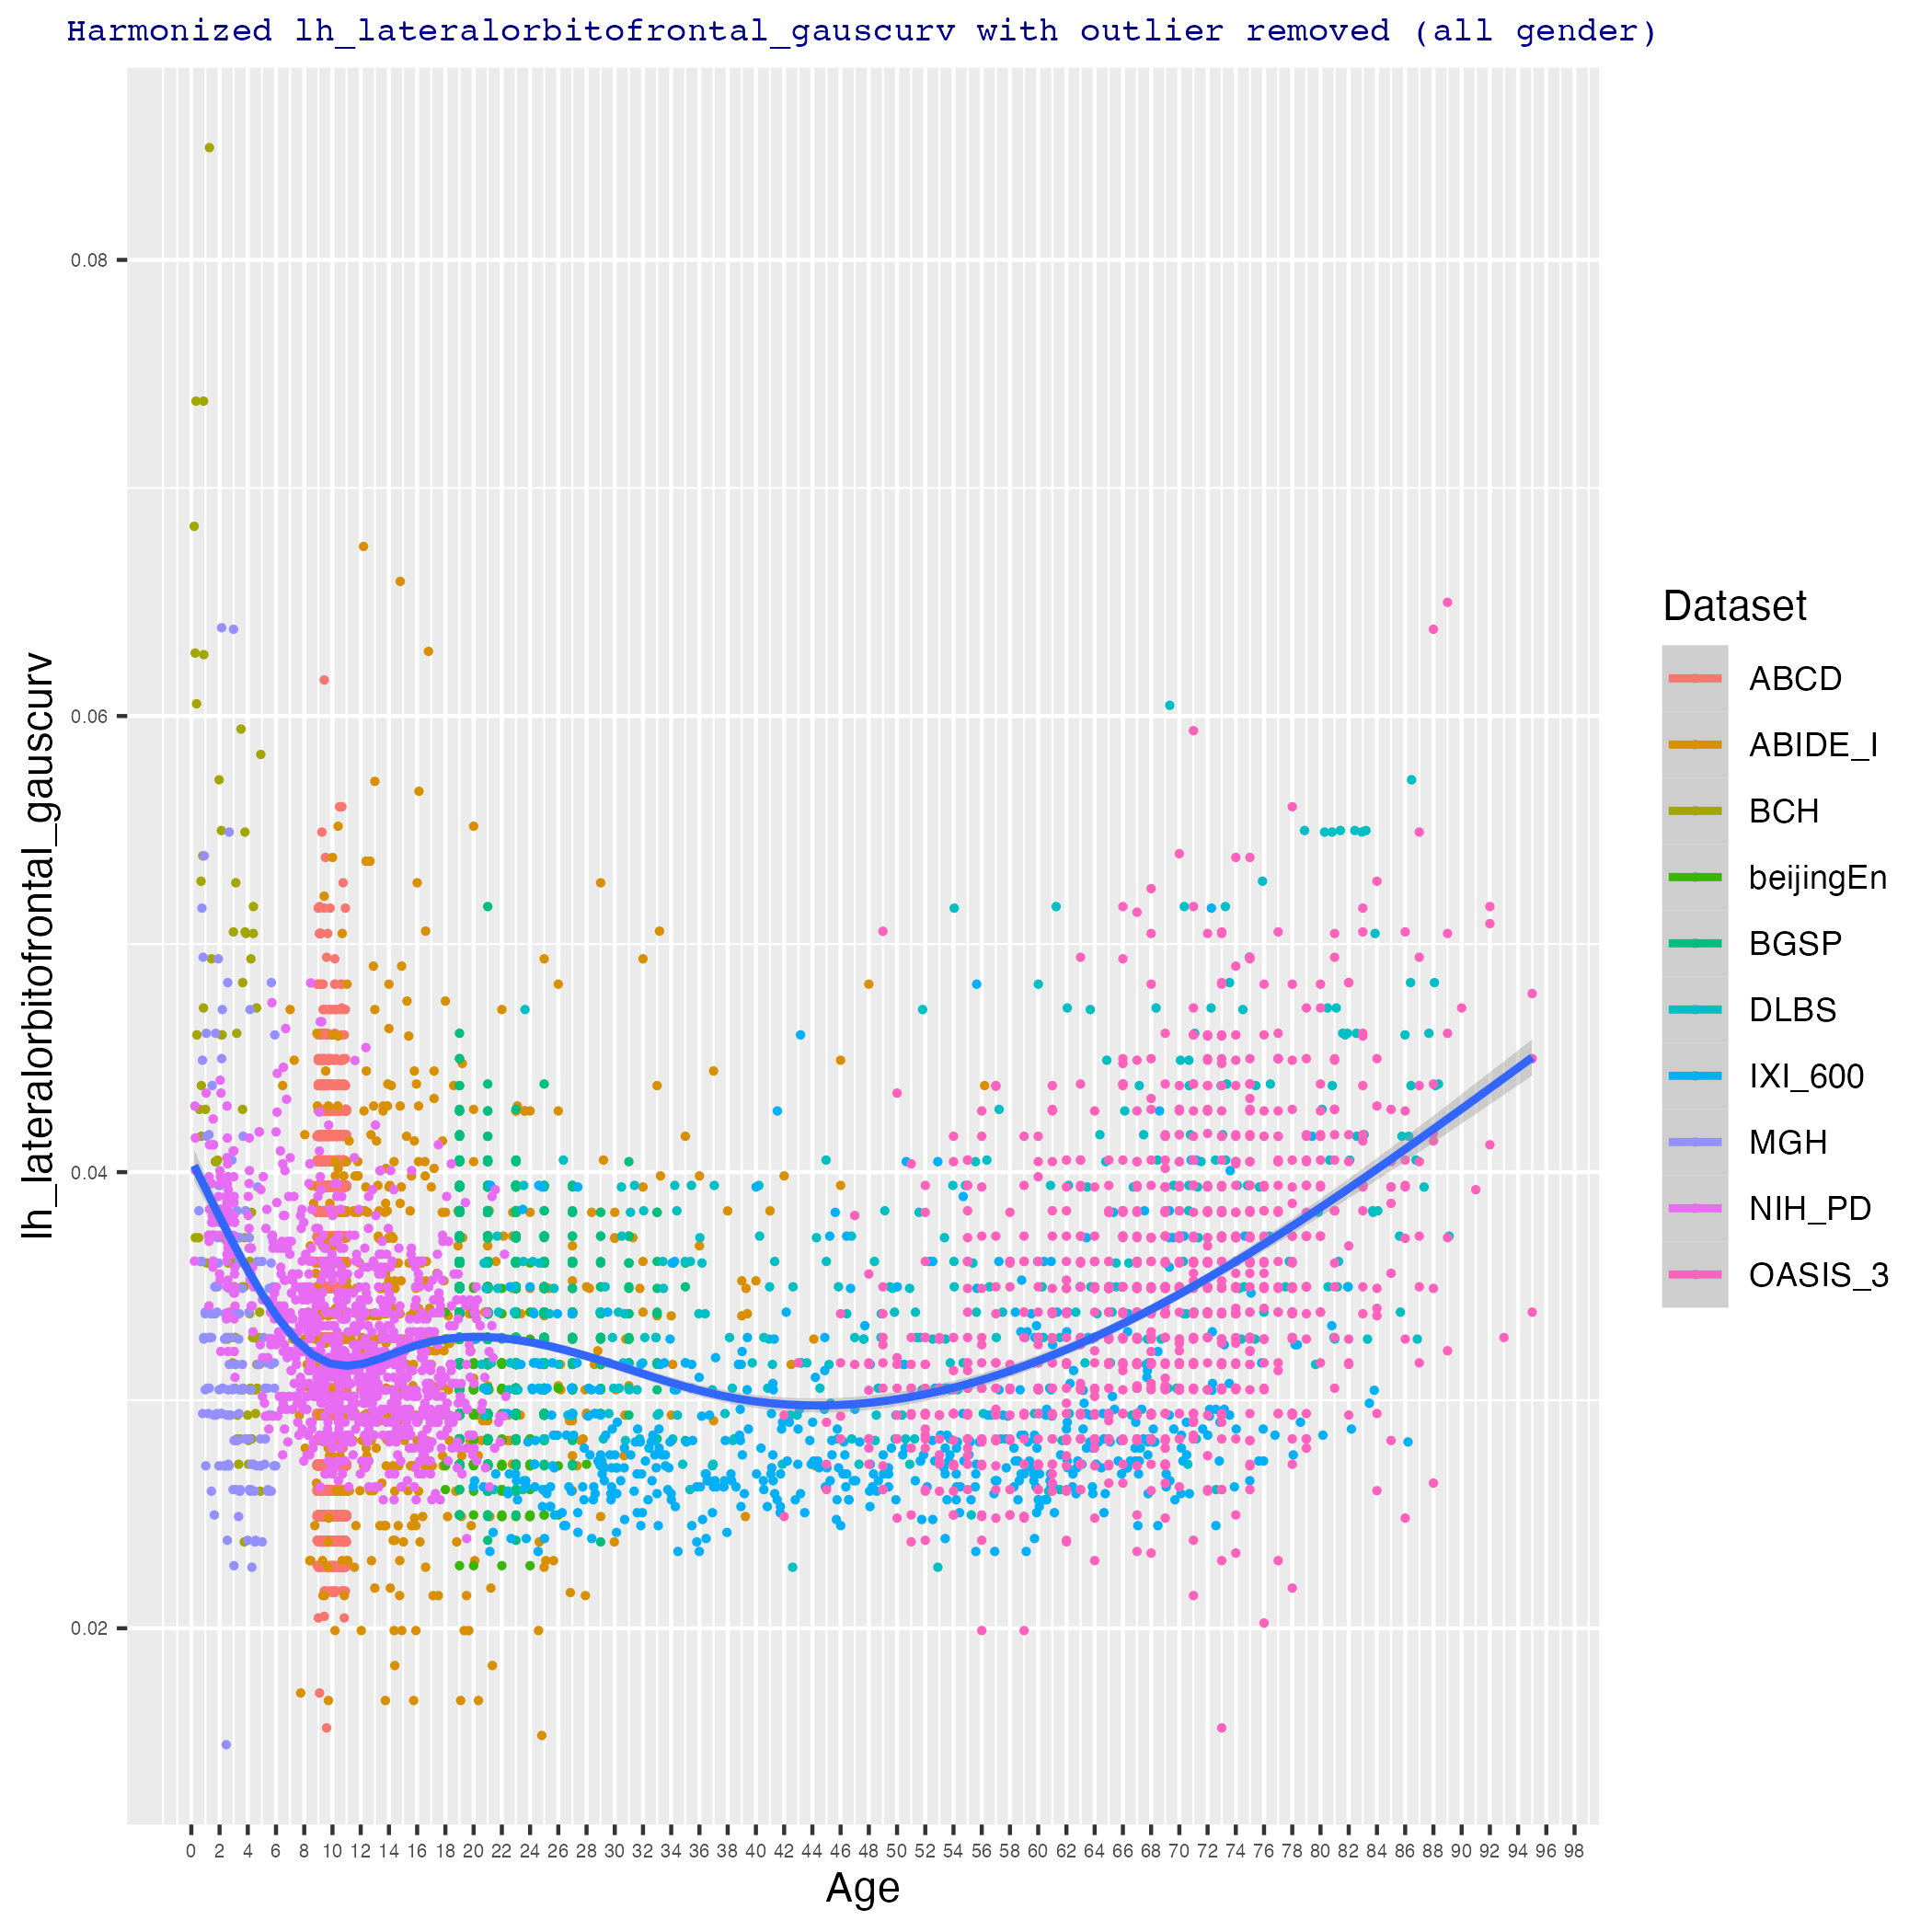 Harmonized lh_lateralorbitofrontal_gauscurv with outlier removed (all gender)
lh_lateralorbitofrontal_gauscurv
0.08
0.06
0.04
0.02
0 2 4 6 8 10 12 14 16 18 20 22 24 26 28 30 32 34 36 38 40 42 44 46 48 50 52 54 56 58 60 62 64 66 68 70 72 74 76 78 80 82 84 86 88 90 92 94 96 98
Age
Dataset
ABCD
ABIDE_I
BCH
beijingEn
BGSP
DLBS
IXI_600
MGH
NIH_PD
OASIS_3